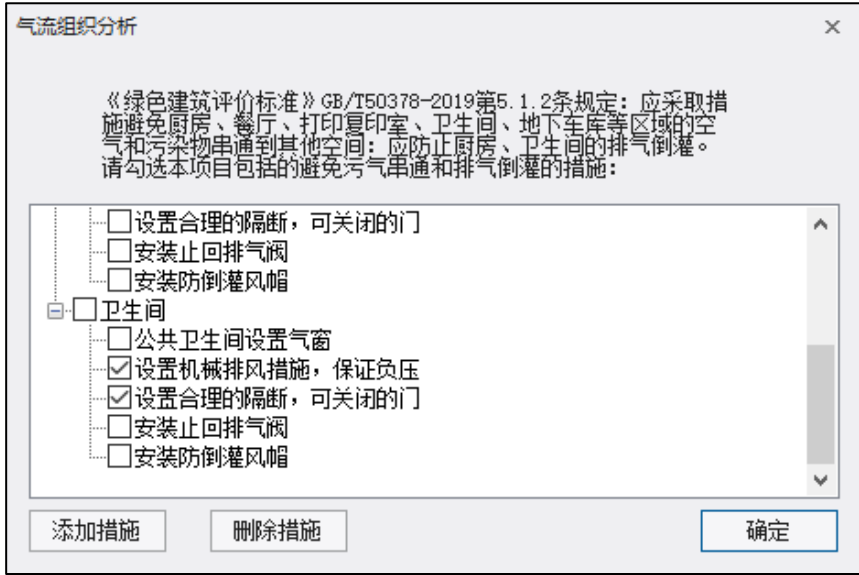 气流组织分析
《绿色建筑评价标准》GB/T50378-2019第5.1.2条规定：应采取措
施避免厨房、餐厅、打印复印室、卫生间、地下车库等区域的空
气和污染物串通到其他空间：应防止厨房、卫生间的排气倒灌。
请勾选本项目包括的避免污气串通和排气倒灌的措施：
设置合理的隔断，可关闭的门
安装止回排气阀
安装防倒灌风帽
卫生间
公共卫生间设置气窗
设置机械排风措施，保证负压
设置合理的隔断，可关闭的门
安装止回排气阀
安装防倒灌风帽
添加措施 删除措施 确定